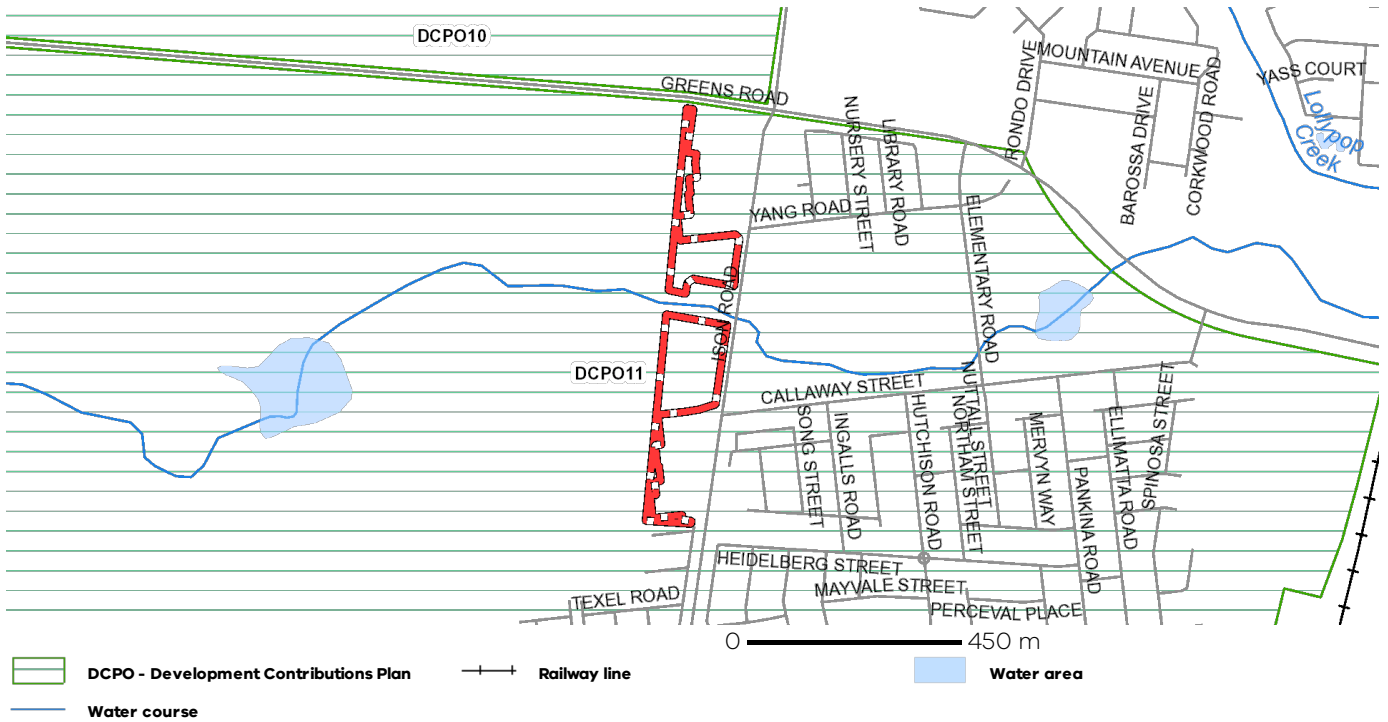 DCPO10
GREENS ROAD
MOUNTAIN AVENUE
YASS COURT
RONDO DRIVE
BAROSSA DRIVE
CORKWOOD ROAD
Lollypop
Creek
NURSERY STREET
LIBRARY ROAD
YANG ROAD
ELEMENTARY ROAD
ISON ROAD
DCPO11
CALLAWAY STREET
SONG STREET
INGALLS ROAD
HUTCHISON ROAD
NUTTALL STREET
NORTHAM STREET
MERVYN WAY
PANKINA ROAD
ELLIMATTA ROAD
SPINOSA STREET
HEIDELBERG STREET
MAYVALE STREET
TEXEL ROAD
PERCEVAL PLACE
0 450 m
DCPO - Development Contributions Plan
Railway line
Water area
Water course